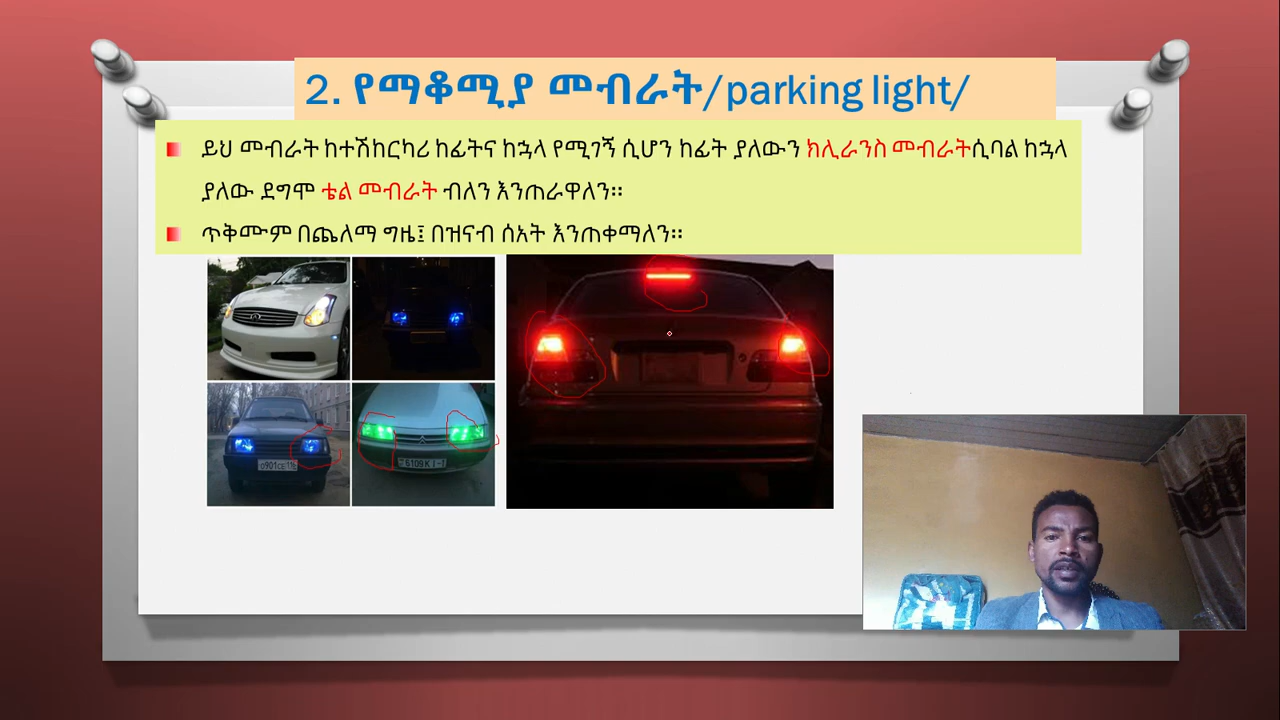 2. የማቆሚያ መብራት/parking light/
ይህ መብራት ከተሽከርካሪ ከፊትና ከኋላ የሚገኝ ሲሆን ከፊት ያለውን ክሊራንስ መብራትሲባል ከኋላ
ያለው ደግሞ ቴል መብራት ብለን እንጠራዋለን፡፡
ጥቅሙም በጨለማ ግዜ፤ በዝናብ ሰአት እንጠቀማለን፡፡